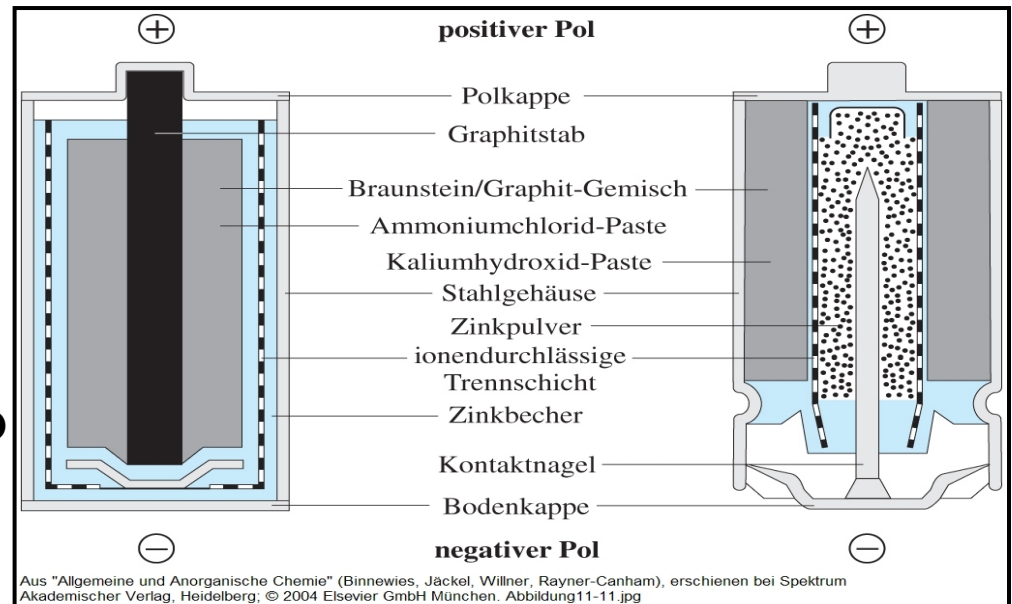 ⊕ positiver Pol ⊕
Polkappe
Graphitstab
Braunstein/Graphit-Gemisch
Ammoniumchlorid-Paste
Kaliumhydroxid-Paste
Stahlgehäuse
Zinkpulver
ionendurchlässige
Trennschicht
Zinkbecher
Kontaktnagel
Bodenkappe
⊖ negativer Pol ⊖
Aus "Allgemeine und Anorganische Chemie" (Binnewies, Jäckel, Willner, Rayner-Canham), erschienen bei Spektrum
Akademischer Verlag, Heidelberg; © 2004 Elsevier GmbH München. Abbildung11-11.jpg